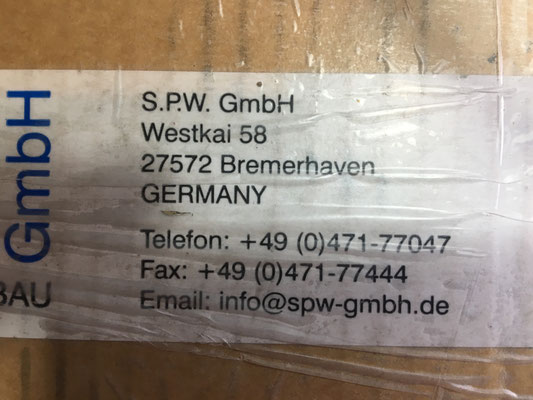 GmbH
BAU
S.P.W. GmbH
Westkai 58
27572 Bremerhaven
GERMANY
Telefon: +49 (0)471-77047
Fax: +49 (0)471-77444
Email: info@spw-gmbh.de